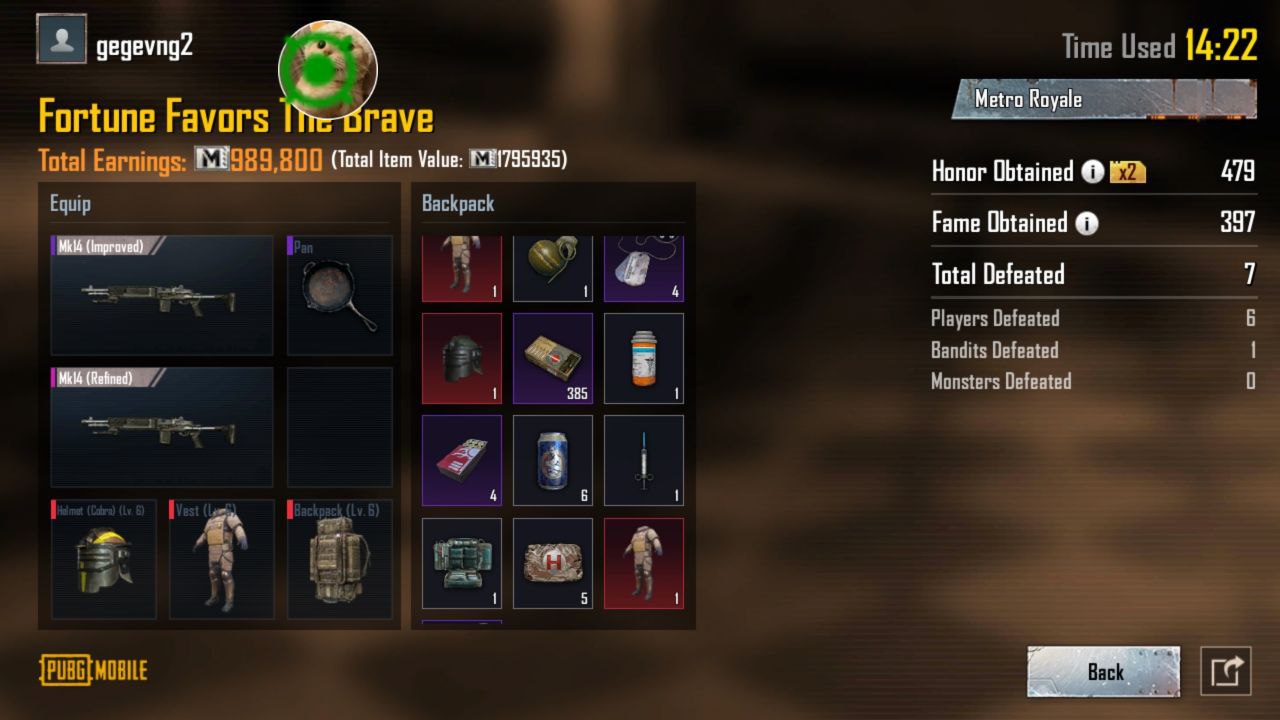 gegevng2
Time Used 14:22
Metro Royale
Fortune Favors The Brave
Total Earnings: M 989,800 (Total Item Value: M 1795935)
Honor Obtained i x2 479
Fame Obtained i 397
Total Defeated 7
Players Defeated 6
Bandits Defeated 1
Monsters Defeated 0
Equip
Mk14 (Improved)
Pan
Mk14 (Refined)
Helmet (Cobra) (Lv. 6)
Vest (Lv. 6)
Backpack (Lv. 6)
Backpack
1
1
4
1
385
1
4
6
1
1
H
5
1
PUBG MOBILE
Back